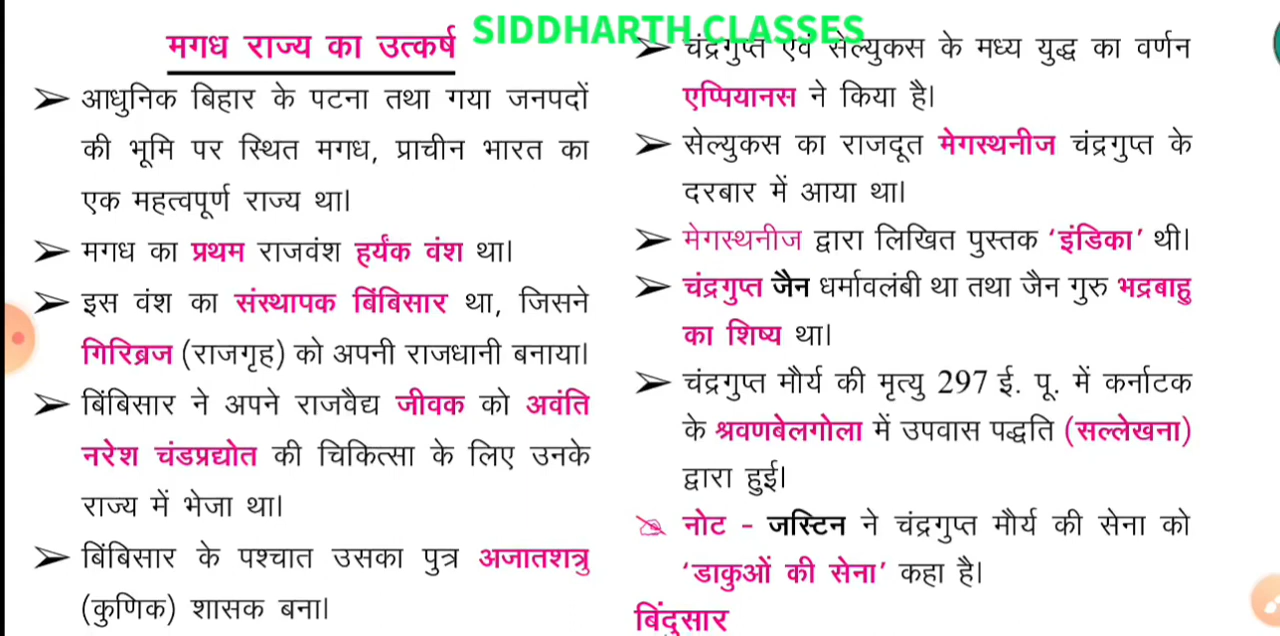 SIDDHARTH CLASSES
मगध राज्य का उत्कर्ष
➢ आधुनिक बिहार के पटना तथा गया जनपदों
की भूमि पर स्थित मगध, प्राचीन भारत का
एक महत्वपूर्ण राज्य था।
➢ मगध का प्रथम राजवंश हर्यंक वंश था।
➢ इस वंश का संस्थापक बिंबिसार था, जिसने
गिरिब्रज (राजगृह) को अपनी राजधानी बनाया।
➢ बिंबिसार ने अपने राजवैद्य जीवक को अवंति
नरेश चंडप्रद्योत की चिकित्सा के लिए उनके
राज्य में भेजा था।
➢ बिंबिसार के पश्चात उसका पुत्र अजातशत्रु
(कुणिक) शासक बना।
➢ चंद्रगुप्त एवं सेल्युकस के मध्य युद्ध का वर्णन
एप्पियानस ने किया है।
➢ सेल्युकस का राजदूत मेगस्थनीज चंद्रगुप्त के
दरबार में आया था।
➢ मेगस्थनीज द्वारा लिखित पुस्तक ‘इंडिका’ थी।
➢ चंद्रगुप्त जैन धर्मावलंबी था तथा जैन गुरु भद्रबाहु
का शिष्य था।
➢ चंद्रगुप्त मौर्य की मृत्यु 297 ई. पू. में कर्नाटक
के श्रवणबेलगोला में उपवास पद्धति (सल्लेखना)
द्वारा हुई।
नोट - जस्टिन ने चंद्रगुप्त मौर्य की सेना को
‘डाकुओं की सेना’ कहा है।
बिंदुसार